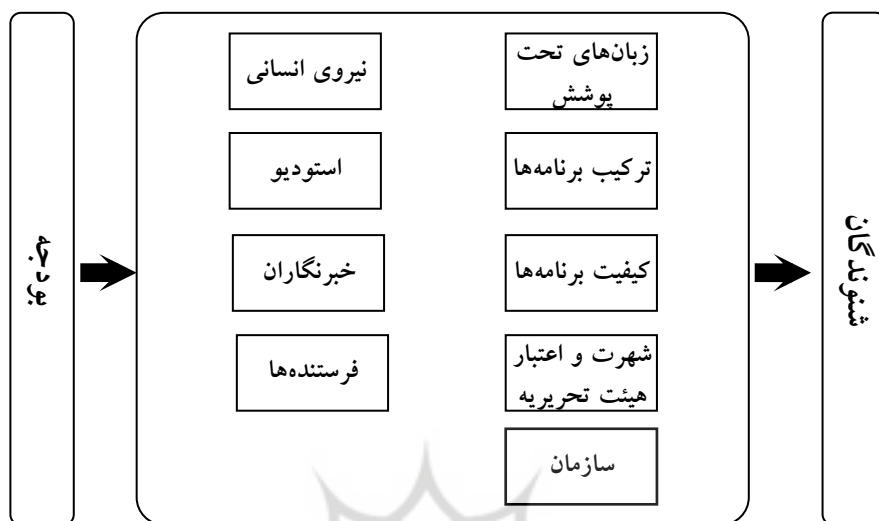 بودجه
نیروی انسانی
استودیو
خبرنگاران
فرستنده‌ها
زبان‌های تحت
پوشش
ترکیب برنامه‌ها
کیفیت برنامه‌ها
شهرت و اعتبار
هیئت تحریریه
سازمان
شنوندگان